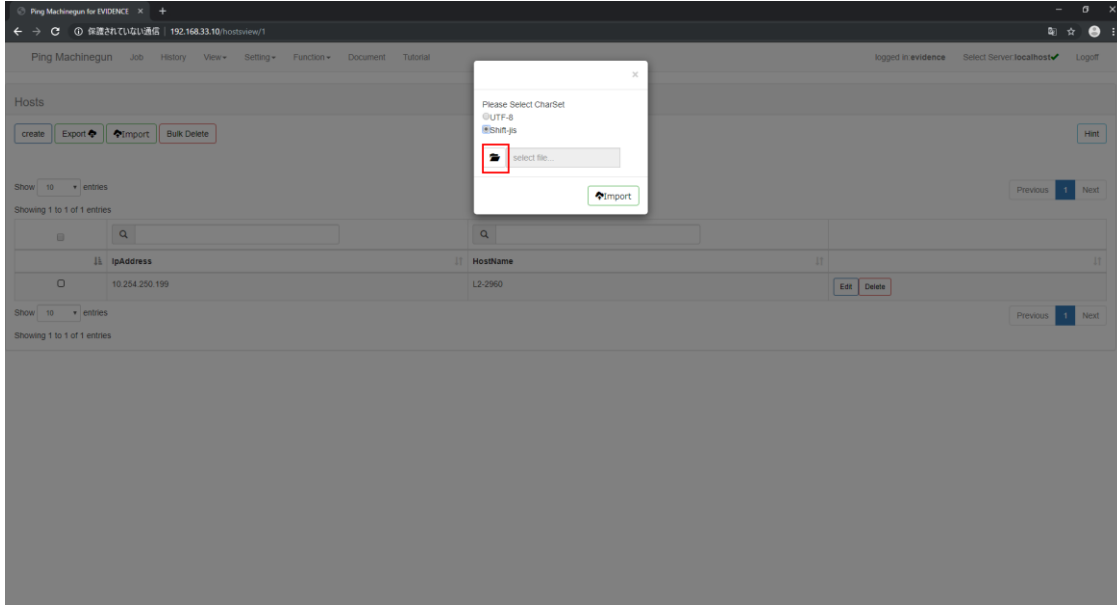 Ping Machinegun for EVIDENCE
保護されていない通信 | 192.168.33.10/hostsview/1
Ping Machinegun Job History View Setting Function Document Tutorial logged in:evidence Select Server:localhost Logoff
×
Please Select CharSet
UTF-8
Shift-jis
select file...
Import
Hosts
create Export Import Bulk Delete Hint
Show 10 entries Previous 1 Next
Showing 1 to 1 of 1 entries
IpAddress HostName
10.254.250.199 L2-2960 Edit Delete
Show 10 entries Previous 1 Next
Showing 1 to 1 of 1 entries